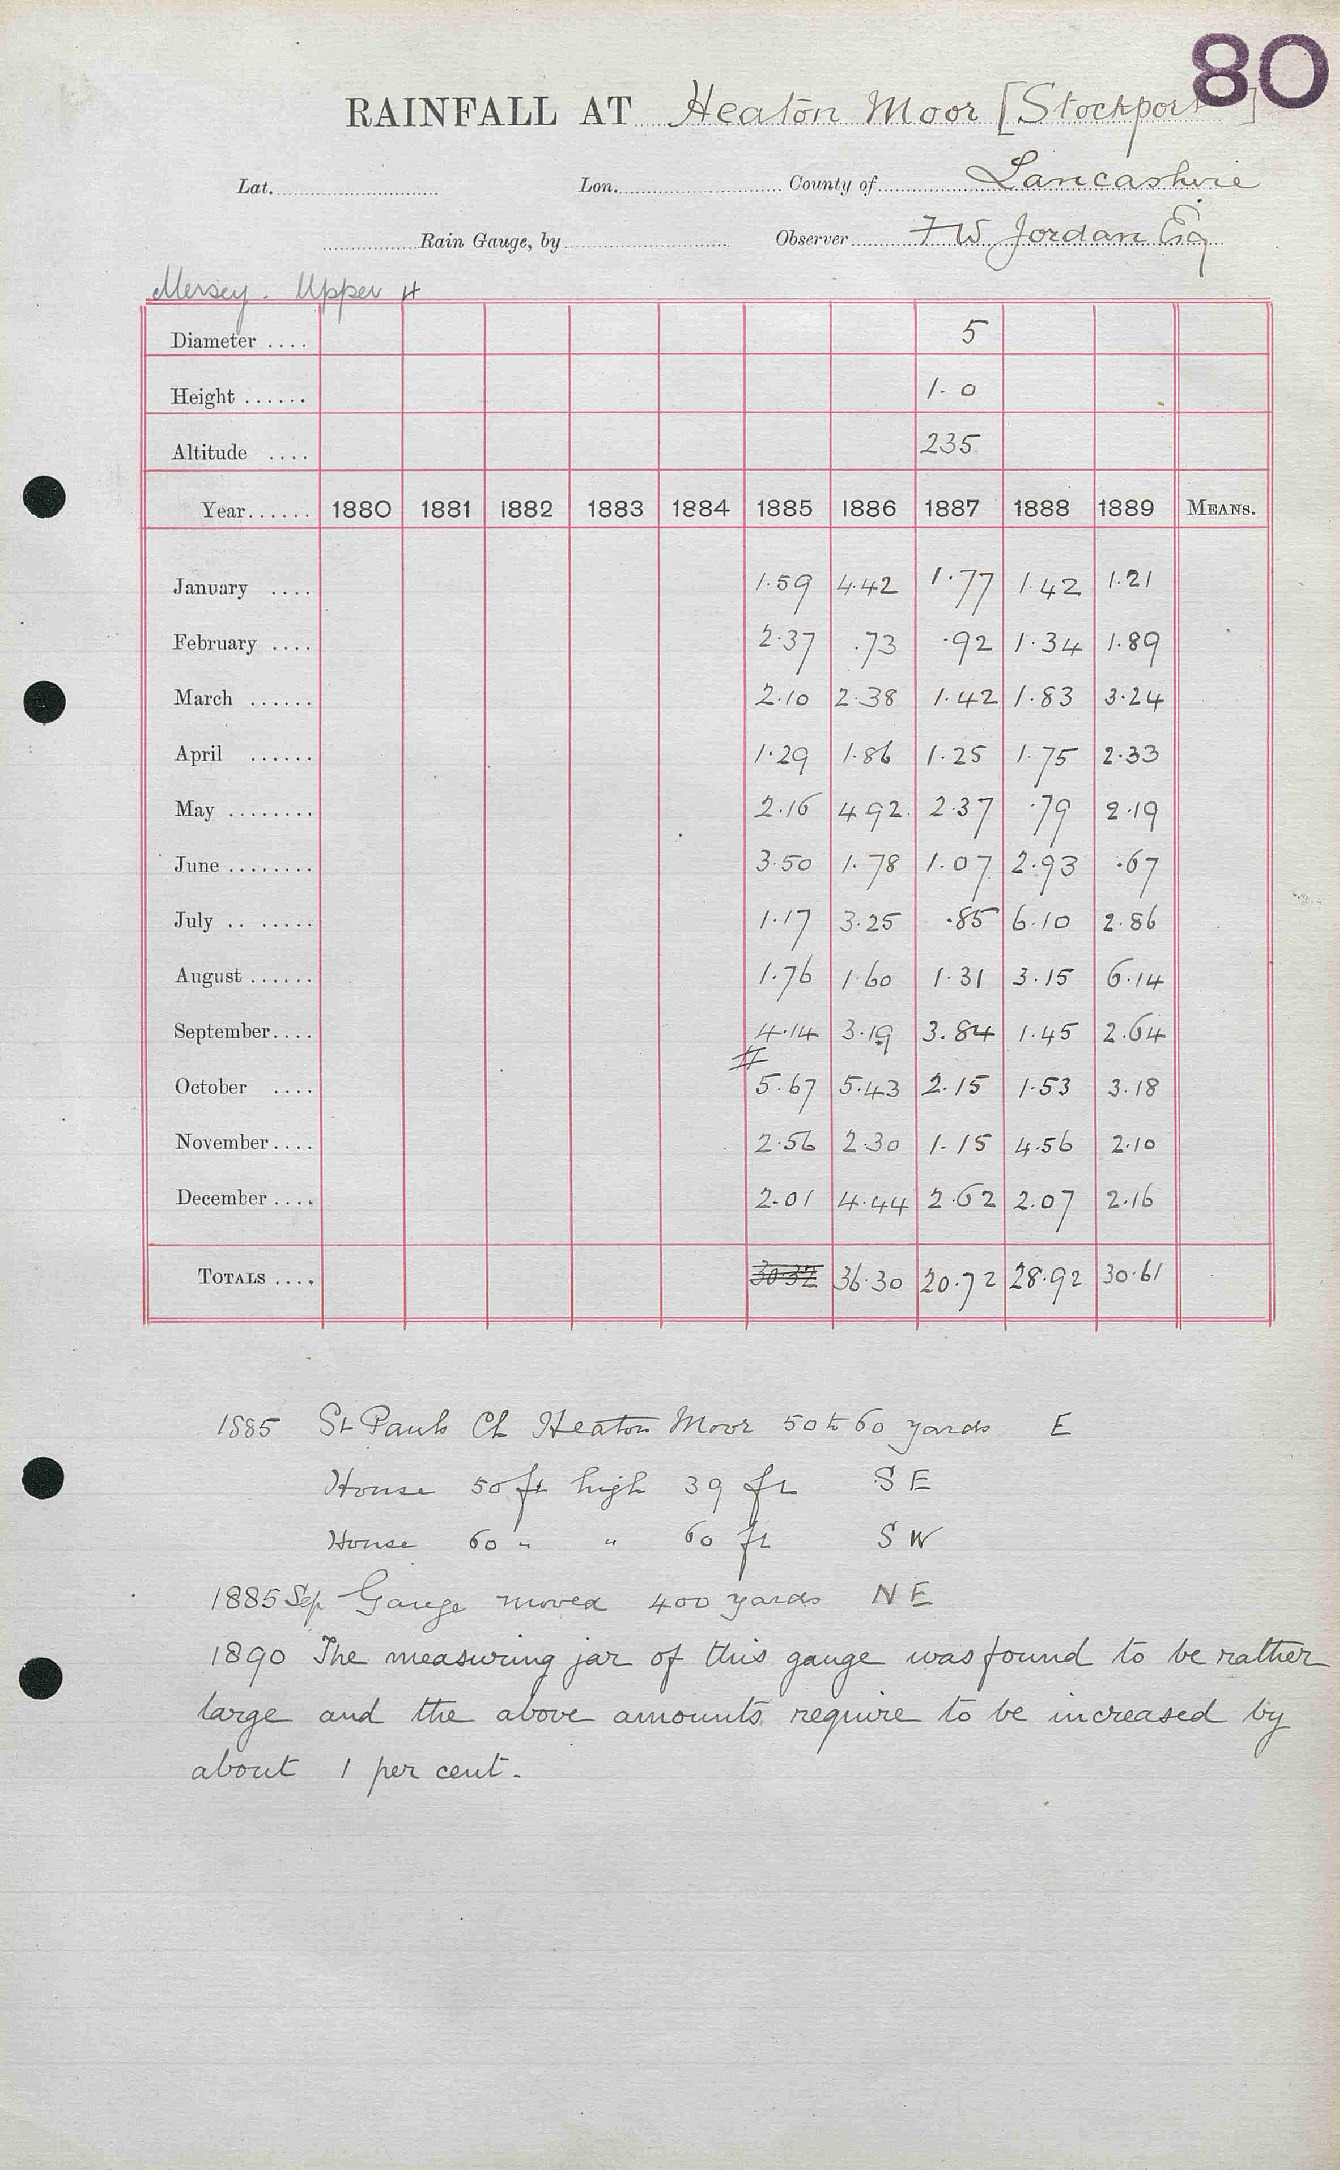 80
RAINFALL AT Heaton Moor [Stockport]
Lat. Lon. County of Lancashire
Rain Gauge, by Observer F W Jordan Esq
Mersey. Upper H
Diameter .... 5
Height ...... 1. 0
Altitude .... 235
Year...... 1880 1881 1882 1883 1884 1885 1886 1887 1888 1889 MEANS.
January .... 1.59 4.42 1.77 1.42 1.21
February .... 2.37 .73 .92 1.34 1.89
March ...... 2.10 2.38 1.42 1.83 3.24
April ...... 1.29 1.86 1.25 1.75 2.33
May ........ 2.16 4.92 2.37 .79 2.19
June ........ 3.50 1.78 1.07 2.93 .67
July .. ...... 1.17 3.25 .85 6.10 2.86
August ...... 1.76 1.60 1.31 3.15 6.14
September.... 4.14 3.19 3.84 1.45 2.64
October .... 5.67 5.43 2.15 1.53 3.18
November.... 2.56 2.30 1.15 4.56 2.10
December.... 2.01 4.44 2.62 2.07 2.16
TOTALS .... 30.32 36.30 20.72 28.92 30.61
1885 St Pauls Ch Heaton Moor 50 to 60 yards E
House 50 ft high 39 ft SE
House 60 " " 60 ft SW
1885 Sep Gauge moved 400 yards NE
1890 The measuring jar of this gauge was found to be rather
large and the above amounts require to be increased by
about 1 per cent.